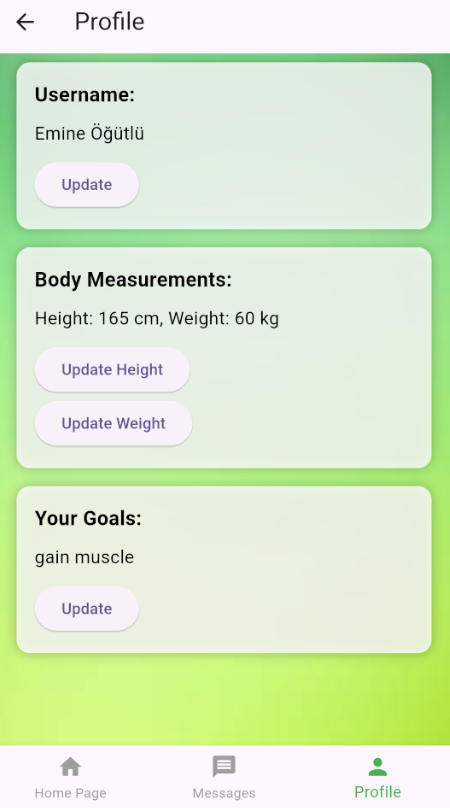 Profile
Username:
Emine Öğütlü
Update
Body Measurements:
Height: 165 cm, Weight: 60 kg
Update Height
Update Weight
Your Goals:
gain muscle
Update
Home Page
Messages
Profile